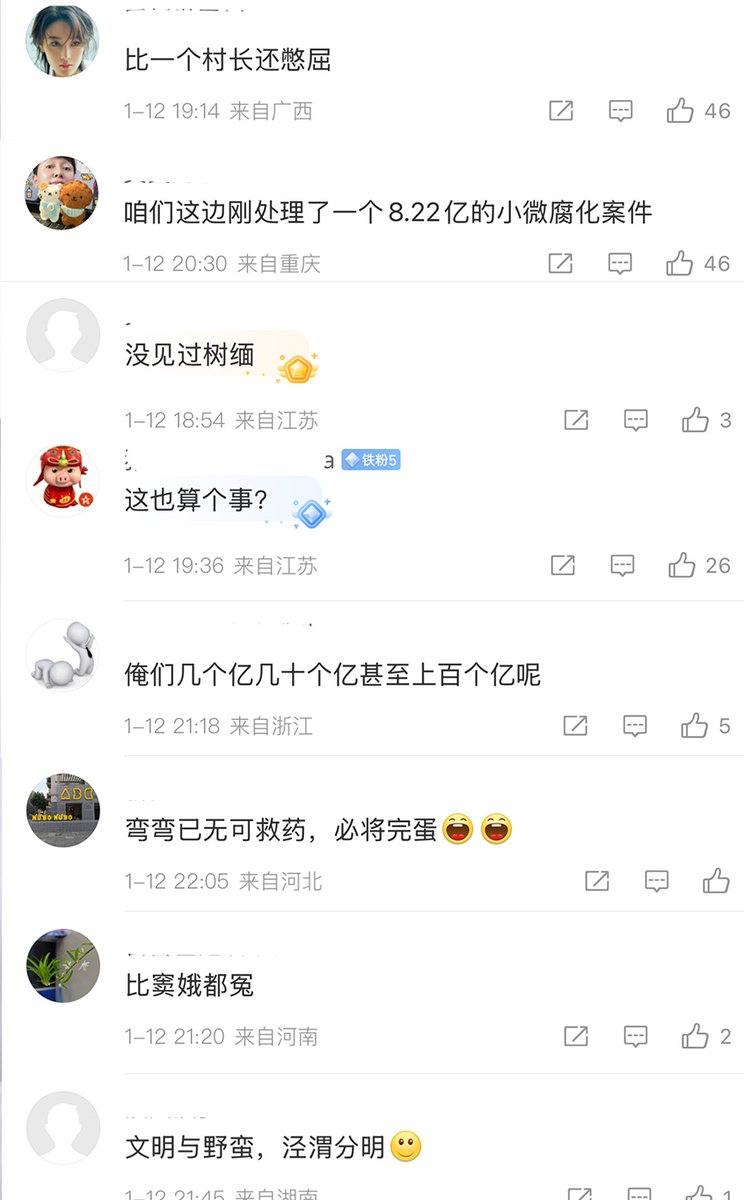 比一个村长还憋屈
1-12 19:14 来自广西
46
咱们这边刚处理了一个8.22亿的小微腐化案件
1-12 20:30 来自重庆
46
没见过树缅
1-12 18:54 来自江苏
3
a 铁粉5
这也算个事？
1-12 19:36 来自江苏
26
俺们几个亿几十个亿甚至上百个亿呢
1-12 21:18 来自浙江
5
ABC
NUBO NUBO
弯弯已无可救药，必将完蛋
1-12 22:05 来自河北
比窦娥都冤
1-12 21:20 来自河南
2
文明与野蛮，泾渭分明
1-12 21:45 来自湖南
1